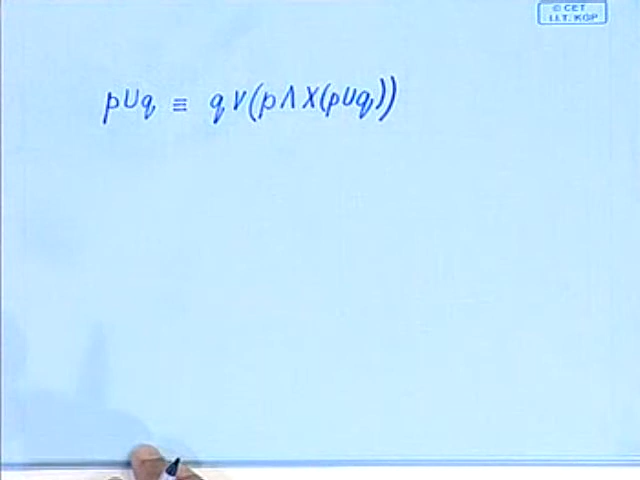 © CET
I.I.T. KGP
pUq ≡ q ∨ (p ∧ X(pUq))